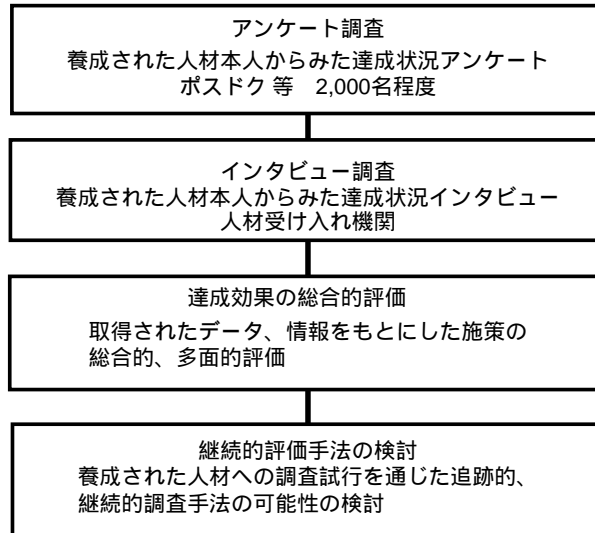 アンケート調査
養成された人材本人からみた達成状況アンケート
ポスドク 等　2,000名程度
インタビュー調査
養成された人材本人からみた達成状況インタビュー
人材受け入れ機関
達成効果の総合的評価
取得されたデータ、情報をもとにした施策の
総合的、多面的評価
継続的評価手法の検討
養成された人材への調査試行を通じた追跡的、
継続的調査手法の可能性の検討